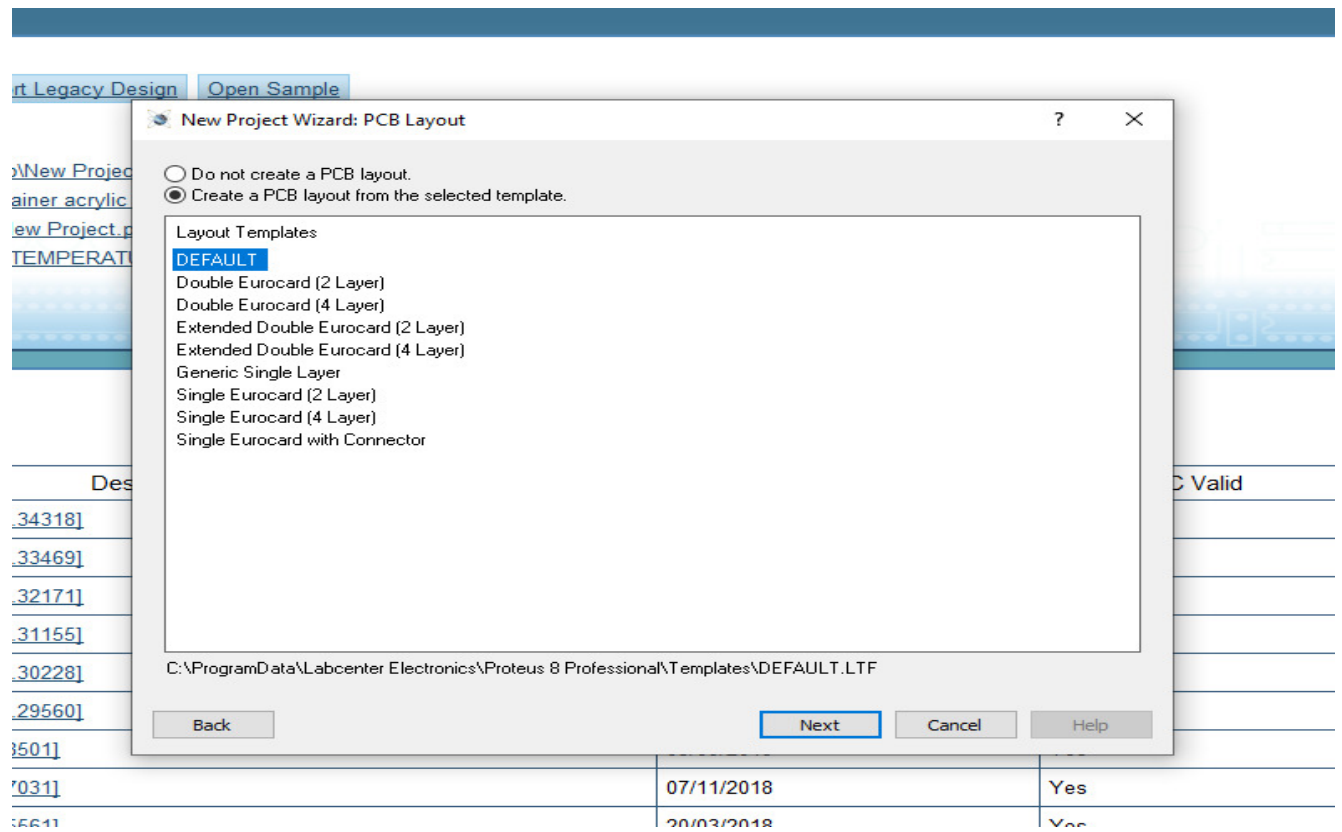 rt Legacy Design Open Sample
New Project Wizard: PCB Layout ? ×
Do not create a PCB layout.
Create a PCB layout from the selected template.
\New Projec
ainer acrylic
ew Project.p
TEMPERATU
Layout Templates
DEFAULT
Double Eurocard (2 Layer)
Double Eurocard (4 Layer)
Extended Double Eurocard (2 Layer)
Extended Double Eurocard (4 Layer)
Generic Single Layer
Single Eurocard (2 Layer)
Single Eurocard (4 Layer)
Single Eurocard with Connector
C:\ProgramData\Labcenter Electronics\Proteus 8 Professional\Templates\DEFAULT.LTF
Back Next Cancel Help
Des C Valid
.34318]
.33469]
.32171]
.31155]
.30228]
.29560]
3501]
7031] 07/11/2018 Yes
20/03/2018 Yes